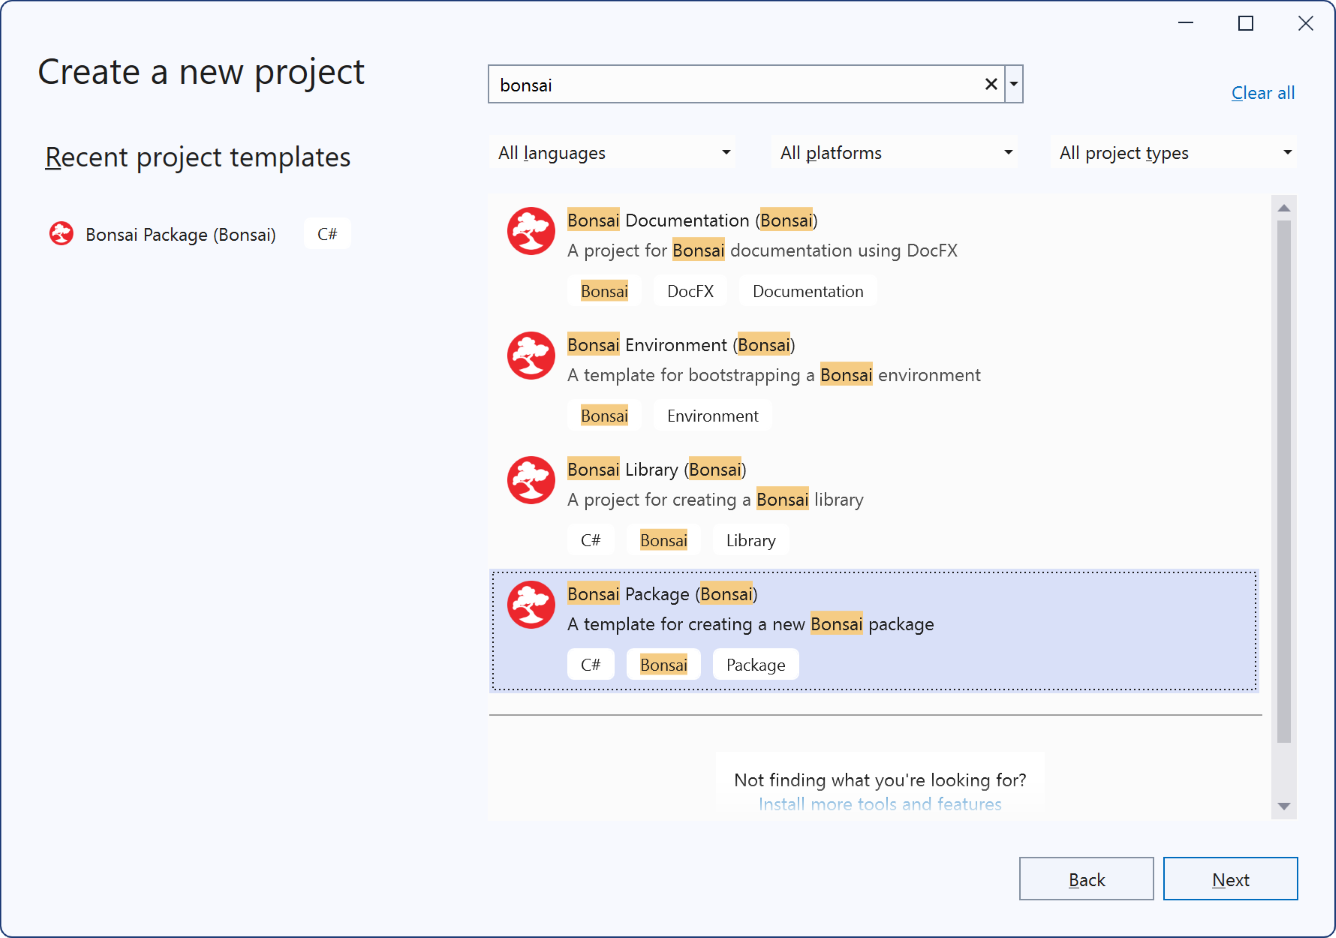 Create a new project
bonsai
Clear all
Recent project templates
All languages
All platforms
All project types
Bonsai Package (Bonsai)
C#
Bonsai Documentation (Bonsai)
A project for Bonsai documentation using DocFX
Bonsai DocFX Documentation
Bonsai Environment (Bonsai)
A template for bootstrapping a Bonsai environment
Bonsai Environment
Bonsai Library (Bonsai)
A project for creating a Bonsai library
C# Bonsai Library
Bonsai Package (Bonsai)
A template for creating a new Bonsai package
C# Bonsai Package
Not finding what you're looking for?
Install more tools and features
Back
Next